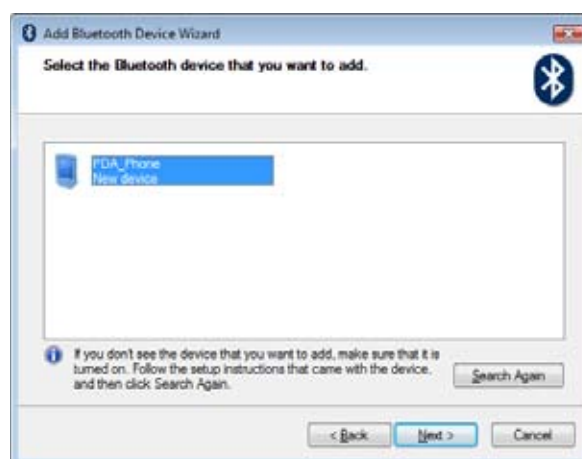 Add Bluetooth Device Wizard
Select the Bluetooth device that you want to add.
PDA_Phone
New device
If you don't see the device that you want to add, make sure that it is
turned on. Follow the setup instructions that came with the device,
and then click Search Again.
Search Again
< Back
Next >
Cancel